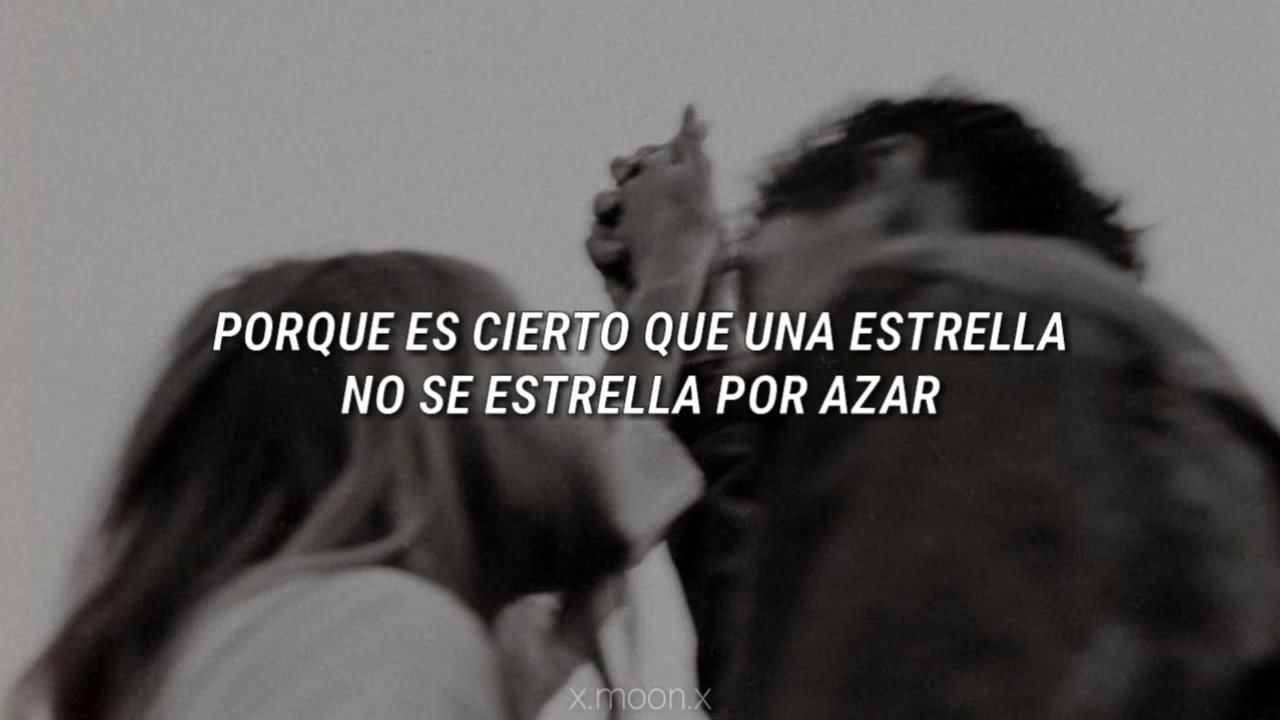 PORQUE ES CIERTO QUE UNA ESTRELLA
NO SE ESTRELLA POR AZAR
x.moon.x